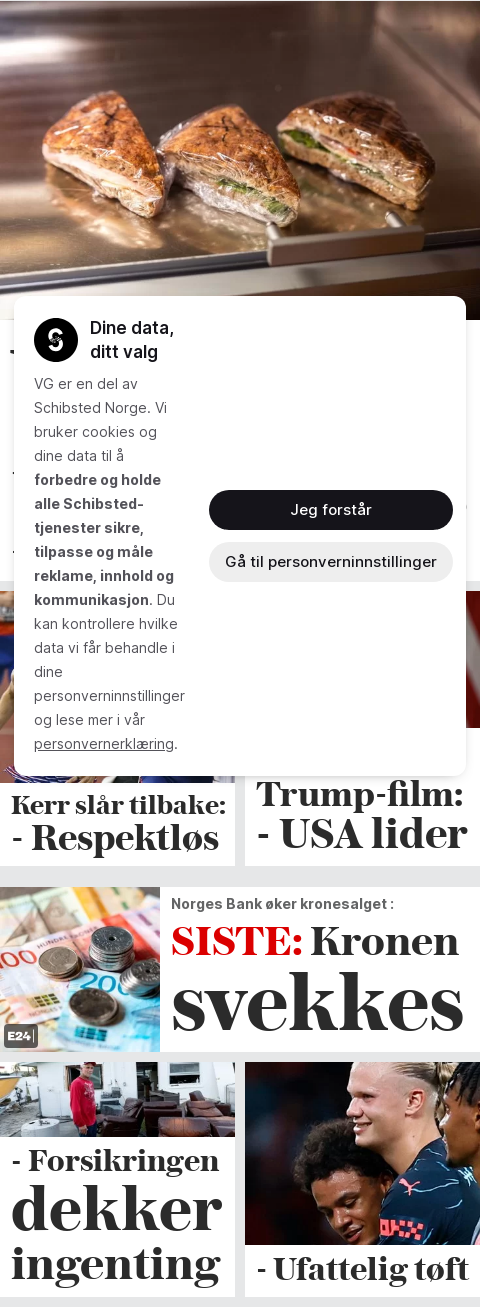 Dine data,
ditt valg
VG er en del av
Schibsted Norge. Vi
bruker cookies og
dine data til å
forbedre og holde
alle Schibsted-
tjenester sikre,
tilpasse og måle
reklame, innhold og
kommunikasjon. Du
kan kontrollere hvilke
data vi får behandle i
dine
personverninnstillinger
og lese mer i vår
personvernerklæring.
Jeg forstår
Gå til personverninnstillinger
Kerr slår tilbake:
- Respektløs
Trump-film:
- USA lider
Norges Bank øker kronesalget :
SISTE: Kronen
svekkes
E24
- Forsikringen
dekker
ingenting
- Ufattelig tøft